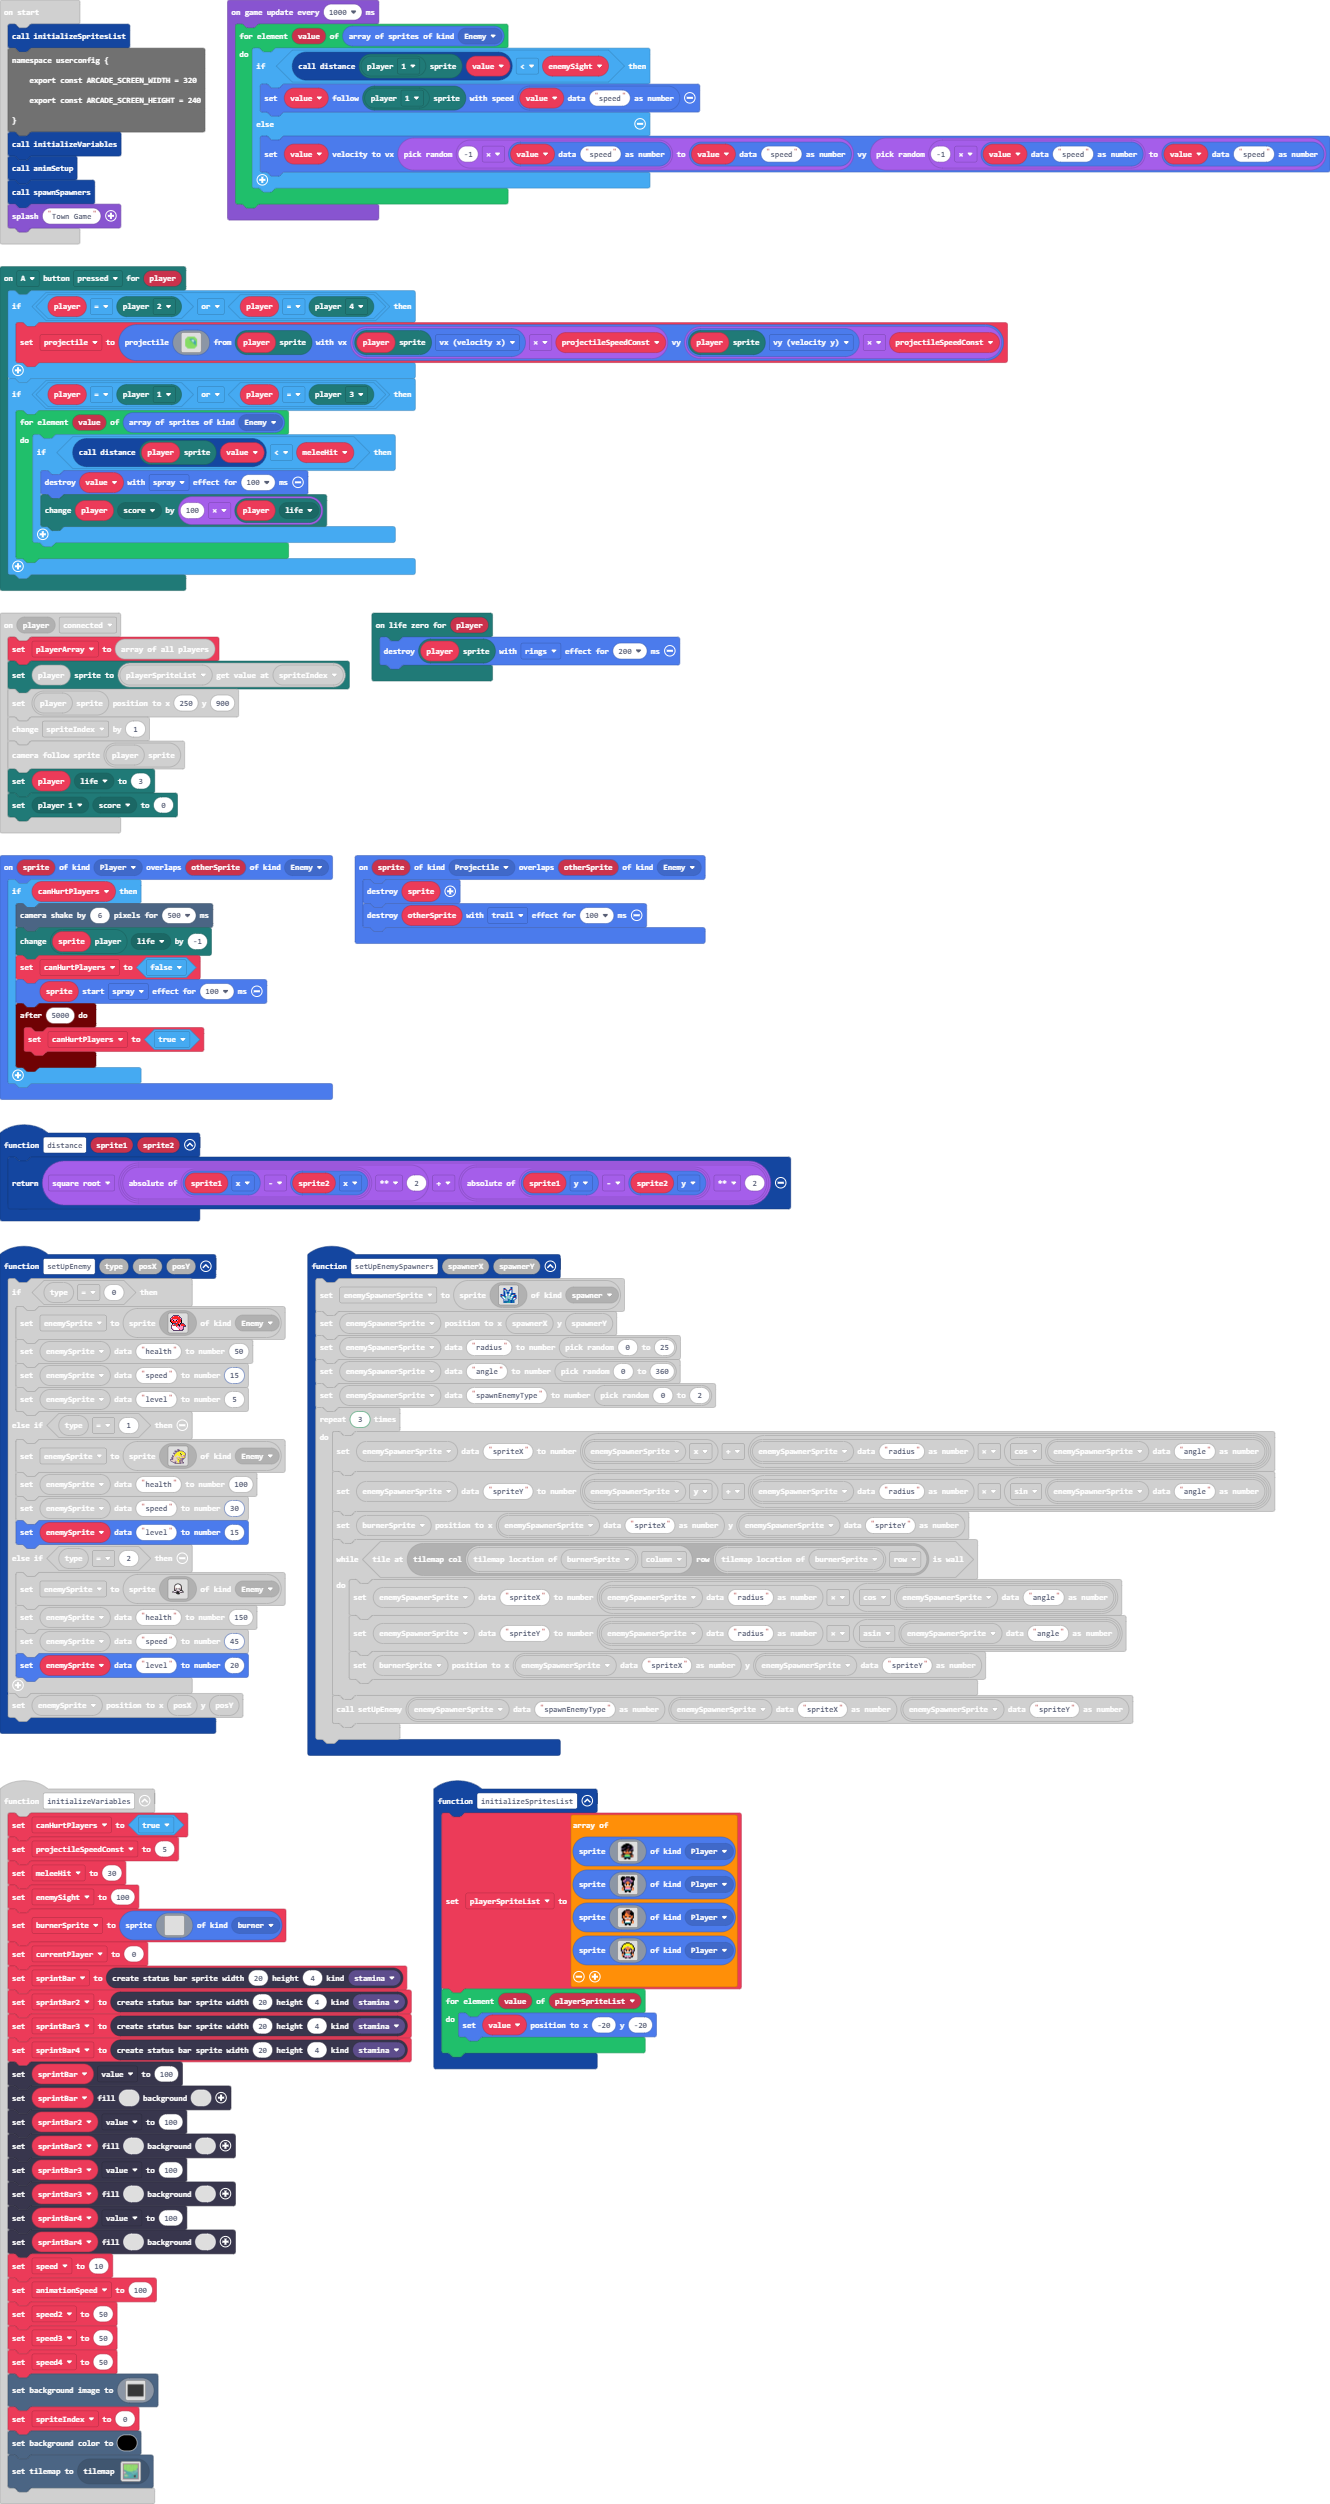 on start
call initializeSpritesList
namespace userconfig {
export const ARCADE_SCREEN_WIDTH = 320
export const ARCADE_SCREEN_HEIGHT = 240
}
call initializeVariables
call animSetup
call spawnSpawners
splash "Town Game"
on game update every 1000 ms
for element value of array of sprites of kind Enemy
do
if call distance player 1 sprite value < enemySight then
set value follow player 1 sprite with speed value data "speed" as number
else
set value velocity to vx pick random -1 × value data "speed" as number to value data "speed" as number vy pick random -1 × value data "speed" as number to value data "speed" as number
on A button pressed for player
if player = player 2 or player = player 4 then
set projectile to projectile from player sprite with vx player sprite vx (velocity x) × projectileSpeedConst vy player sprite vy (velocity y) × projectileSpeedConst
if player = player 1 or player = player 3 then
for element value of array of sprites of kind Enemy
do
if call distance player sprite value < meleeHit then
destroy value with spray effect for 100 ms
change player score by 100 × player life
on player connected
set playerArray to array of all players
set player sprite to playerSpriteList get value at spriteIndex
set player sprite position to x 250 y 900
change spriteIndex by 1
camera follow sprite player sprite
set player life to 3
set player 1 score to 0
on life zero for player
destroy player sprite with rings effect for 200 ms
on sprite of kind Player overlaps otherSprite of kind Enemy
if canHurtPlayers then
camera shake by 6 pixels for 500 ms
change sprite player life by -1
set canHurtPlayers to false
sprite start spray effect for 100 ms
after 5000 do
set canHurtPlayers to true
on sprite of kind Projectile overlaps otherSprite of kind Enemy
destroy sprite
destroy otherSprite with trail effect for 100 ms
function distance sprite1 sprite2
return square root absolute of sprite1 x - sprite2 x ** 2 + absolute of sprite1 y - sprite2 y ** 2
function setUpEnemy type posX posY
if type = 0 then
set enemySprite to sprite of kind Enemy
set enemySprite data "health" to number 50
set enemySprite data "speed" to number 15
set enemySprite data "level" to number 5
else if type = 1 then
set enemySprite to sprite of kind Enemy
set enemySprite data "health" to number 100
set enemySprite data "speed" to number 30
set enemySprite data "level" to number 15
else if type = 2 then
set enemySprite to sprite of kind Enemy
set enemySprite data "health" to number 150
set enemySprite data "speed" to number 45
set enemySprite data "level" to number 20
set enemySprite position to x posX y posY
function setUpEnemySpawners spawnerX spawnerY
set enemySpawnerSprite to sprite of kind spawner
set enemySpawnerSprite position to x spawnerX y spawnerY
set enemySpawnerSprite data "radius" to number pick random 0 to 25
set enemySpawnerSprite data "angle" to number pick random 0 to 360
set enemySpawnerSprite data "spawnEnemyType" to number pick random 0 to 2
repeat 3 times
do
set enemySpawnerSprite data "spriteX" to number enemySpawnerSprite x + enemySpawnerSprite data "radius" as number × cos enemySpawnerSprite data "angle" as number
set enemySpawnerSprite data "spriteY" to number enemySpawnerSprite y + enemySpawnerSprite data "radius" as number × sin enemySpawnerSprite data "angle" as number
set burnerSprite position to x enemySpawnerSprite data "spriteX" as number y enemySpawnerSprite data "spriteY" as number
while tile at tilemap col tilemap location of burnerSprite column row tilemap location of burnerSprite row is wall
do
set enemySpawnerSprite data "spriteX" to number enemySpawnerSprite data "radius" as number × cos enemySpawnerSprite data "angle" as number
set enemySpawnerSprite data "spriteY" to number enemySpawnerSprite data "radius" as number × asin enemySpawnerSprite data "angle" as number
set burnerSprite position to x enemySpawnerSprite data "spriteX" as number y enemySpawnerSprite data "spriteY" as number
call setUpEnemy enemySpawnerSprite data "spawnEnemyType" as number enemySpawnerSprite data "spriteX" as number enemySpawnerSprite data "spriteY" as number
function initializeVariables
set canHurtPlayers to true
set projectileSpeedConst to 5
set meleeHit to 30
set enemySight to 100
set burnerSprite to sprite of kind burner
set currentPlayer to 0
set sprintBar to create status bar sprite width 20 height 4 kind stamina
set sprintBar2 to create status bar sprite width 20 height 4 kind stamina
set sprintBar3 to create status bar sprite width 20 height 4 kind stamina
set sprintBar4 to create status bar sprite width 20 height 4 kind stamina
set sprintBar value to 100
set sprintBar fill background
set sprintBar2 value to 100
set sprintBar2 fill background
set sprintBar3 value to 100
set sprintBar3 fill background
set sprintBar4 value to 100
set sprintBar4 fill background
set speed to 10
set animationSpeed to 100
set speed2 to 50
set speed3 to 50
set speed4 to 50
set background image to
set spriteIndex to 0
set background color to
set tilemap to tilemap
function initializeSpritesList
set playerSpriteList to array of
sprite of kind Player
sprite of kind Player
sprite of kind Player
sprite of kind Player
for element value of playerSpriteList
do
set value position to x -20 y -20